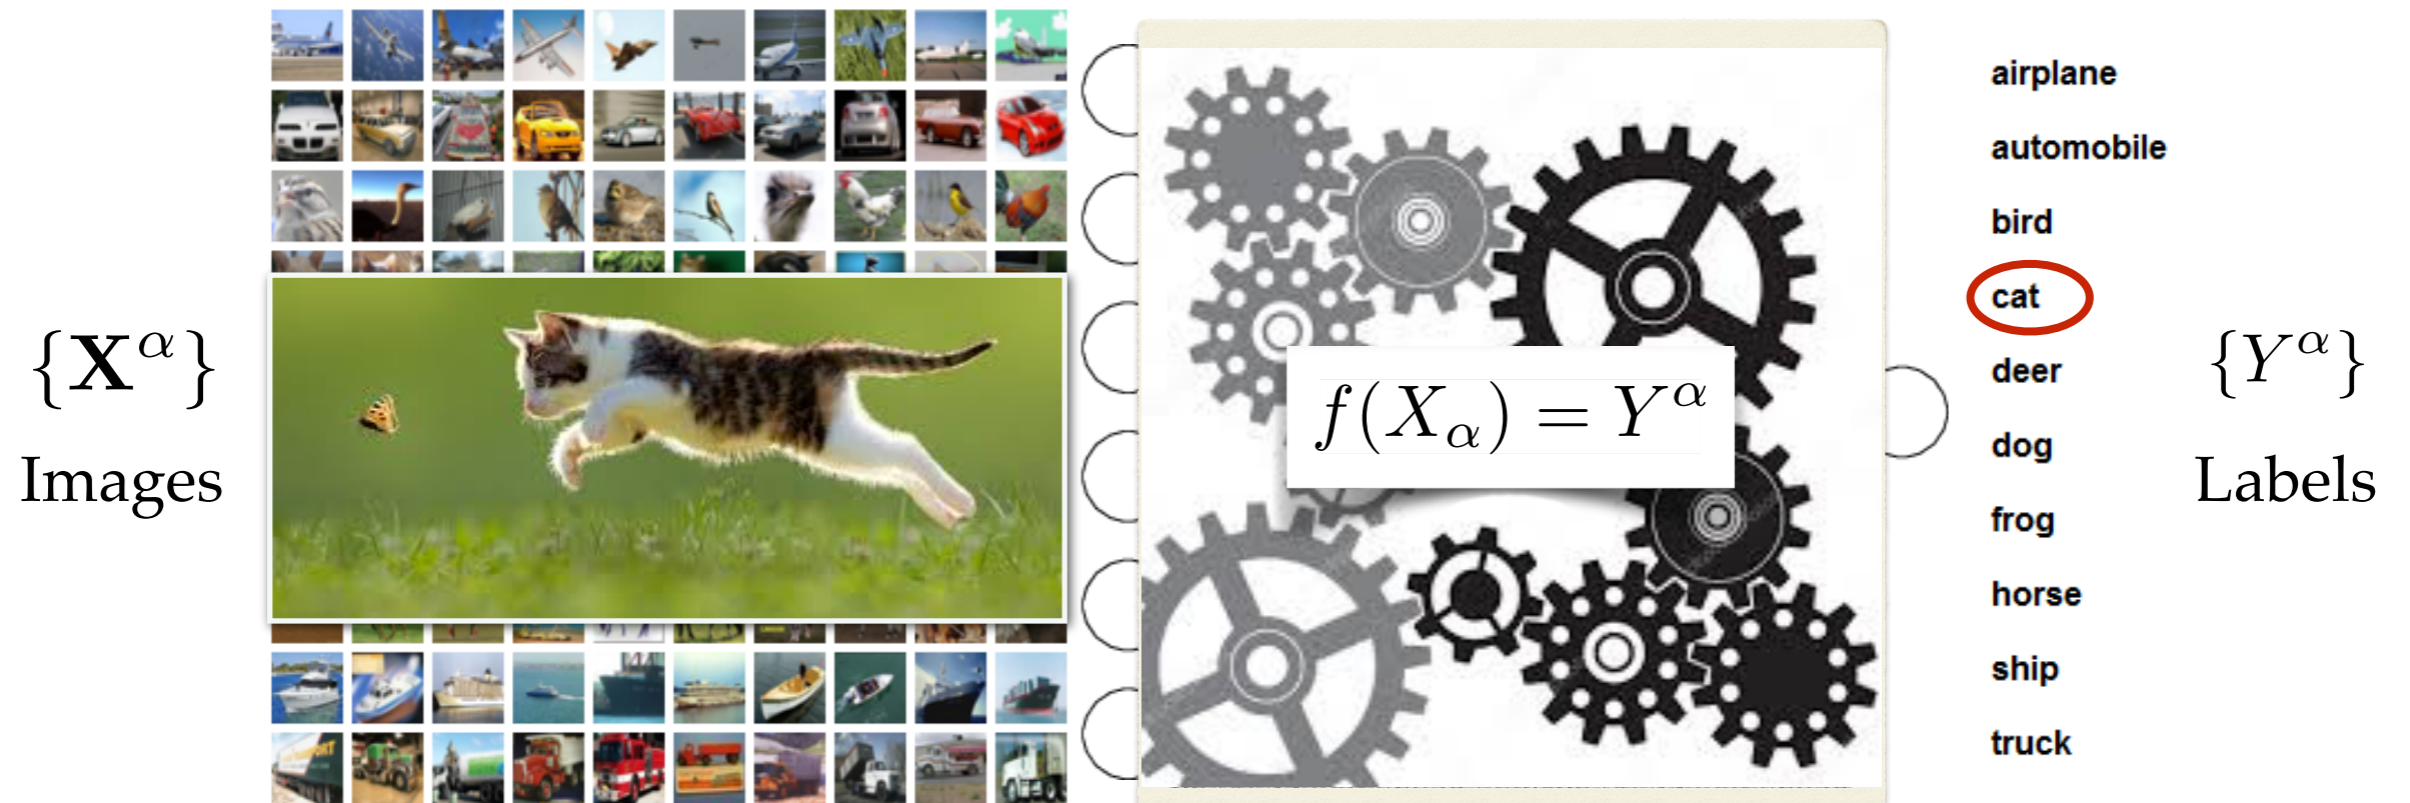 {𝐗^α}
Images
f(X_α) = Y^α
airplane
automobile
bird
cat
deer
dog
frog
horse
ship
truck
{Y^α}
Labels